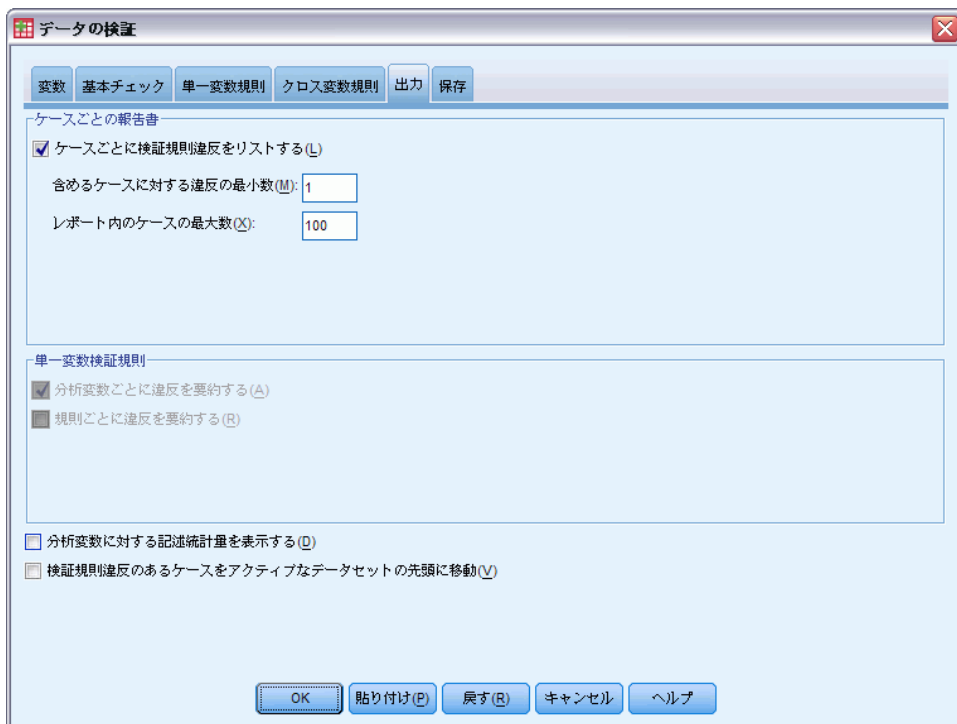 データの検証
変数 基本チェック 単一変数規則 クロス変数規則 出力 保存
ケースごとの報告書
ケースごとに検証規則違反をリストする(L)
含めるケースに対する違反の最小数(M): 1
レポート内のケースの最大数(X): 100
単一変数検証規則
分析変数ごとに違反を要約する(A)
規則ごとに違反を要約する(R)
分析変数に対する記述統計量を表示する(D)
検証規則違反のあるケースをアクティブなデータセットの先頭に移動(V)
OK 貼り付け(P) 戻す(R) キャンセル ヘルプ